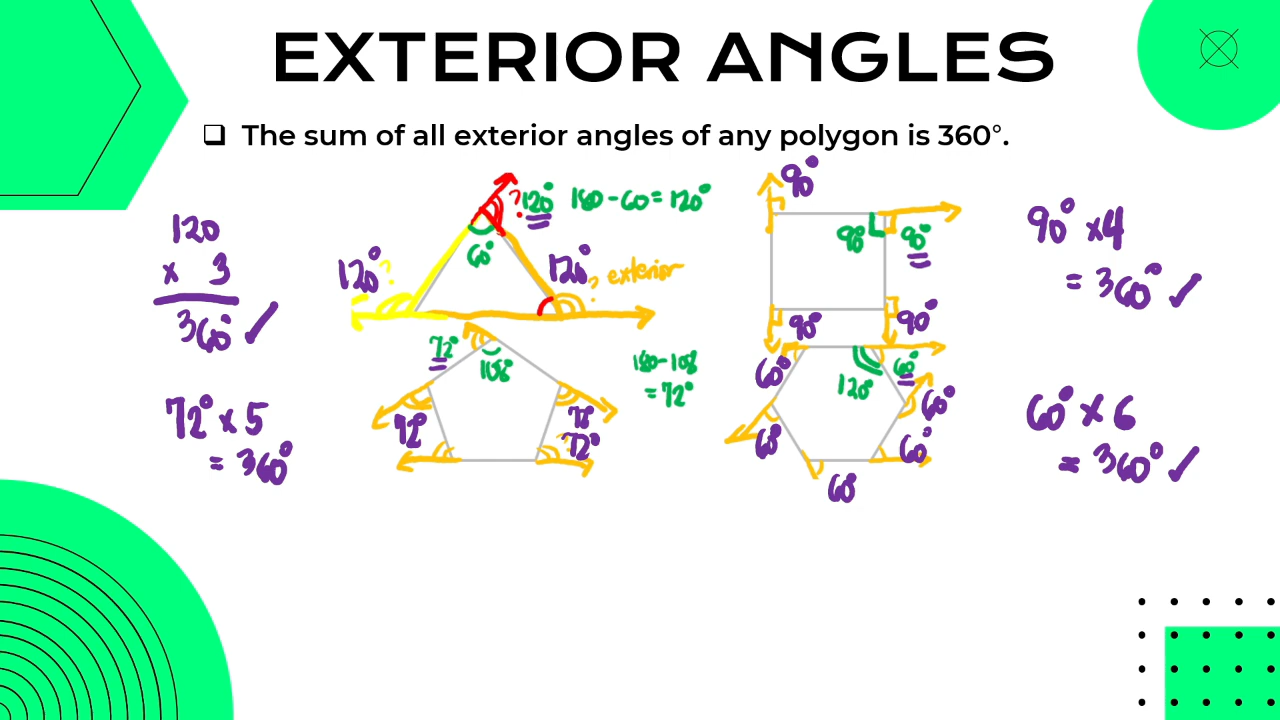 EXTERIOR ANGLES
❑ The sum of all exterior angles of any polygon is 360°.
120
x 3
360° ✓
72° x 5
= 360°
120° ?
? 120° 180 - 60 = 120°
60°
120°
? exterior
72°
108°
180 - 108
= 72°
72°
72°
72°
?
90°
90°
90°
90°
90°
60°
120°
60°
60°
60°
60°
60°
90° x4
= 360° ✓
60° x 6
= 360° ✓